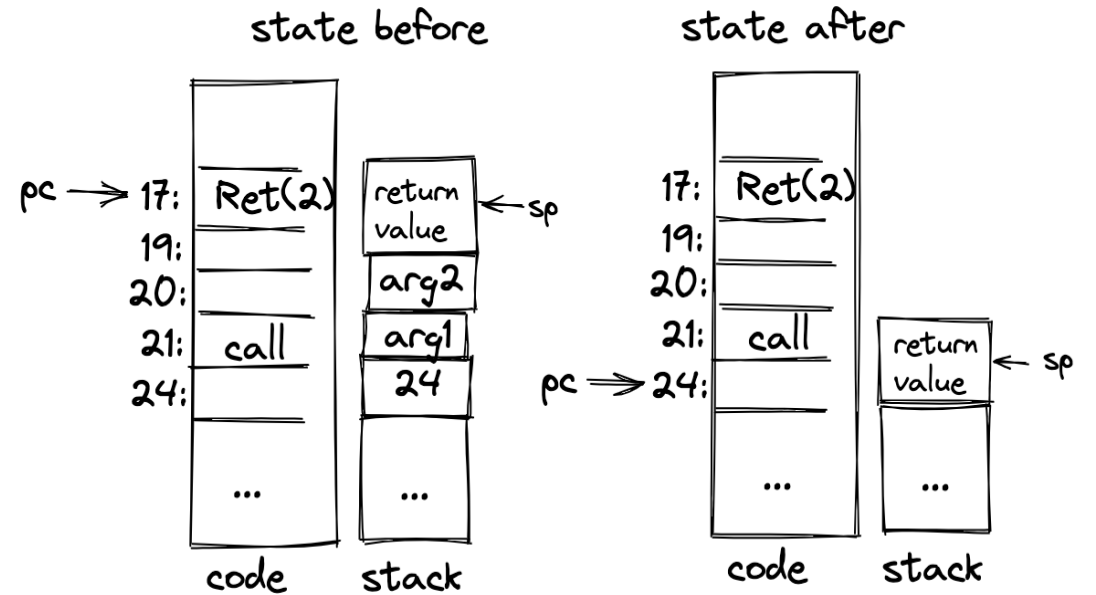 state before
pc
17:
Ret(2)
19:
20:
21:
call
24:
...
code
return
value
sp
arg2
arg1
24
...
stack
state after
17:
Ret(2)
19:
20:
21:
call
pc
24:
...
code
return
value
sp
...
stack